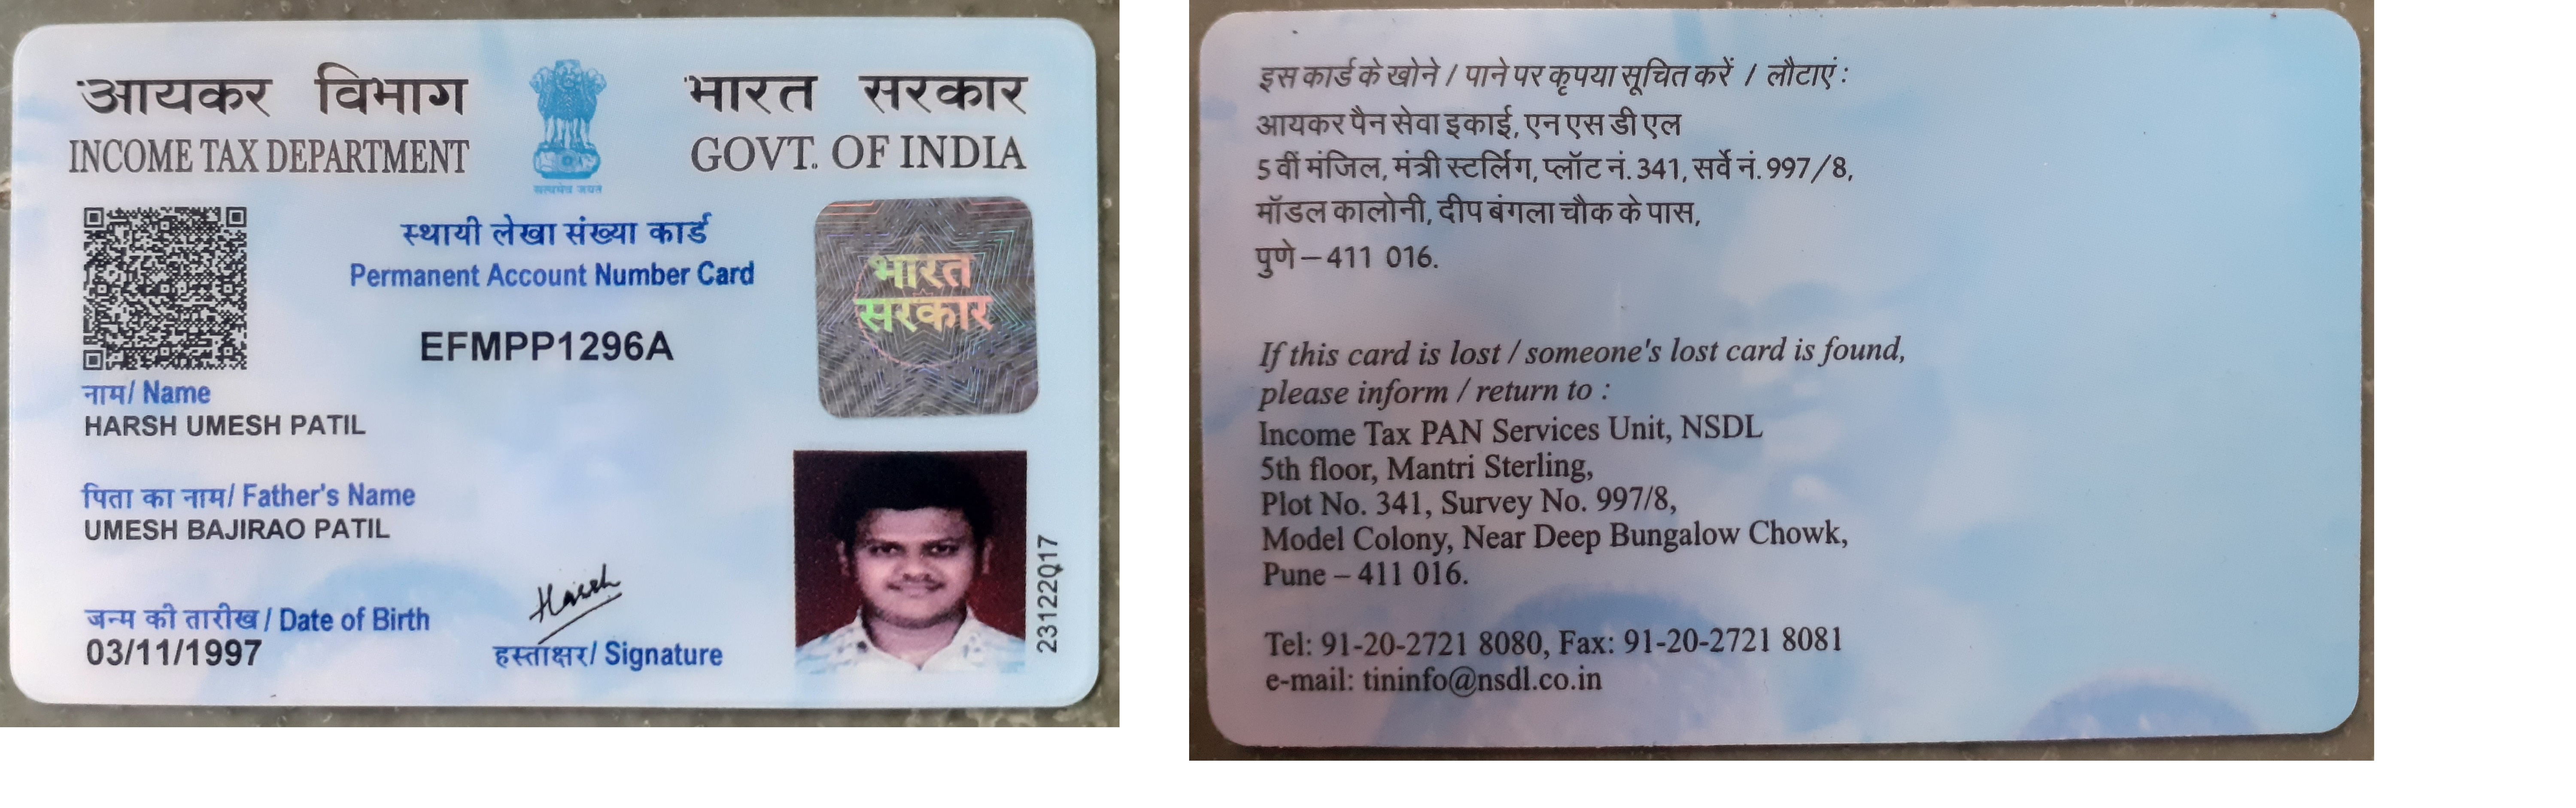 आयकर विभाग
INCOME TAX DEPARTMENT
सत्यमेव जयते
भारत सरकार
GOVT. OF INDIA
स्थायी लेखा संख्या कार्ड
Permanent Account Number Card
EFMPP1296A
भारत
सरकार
नाम/ Name
HARSH UMESH PATIL
पिता का नाम/ Father's Name
UMESH BAJIRAO PATIL
जन्म की तारीख/ Date of Birth
03/11/1997
Harsh
हस्ताक्षर/ Signature
23122017
इस कार्ड के खोने / पाने पर कृपया सूचित करें / लौटाएं :
आयकर पैन सेवा इकाई, एन एस डी एल
5 वीं मंजिल, मंत्री स्टर्लिंग, प्लॉट नं. 341, सर्वे नं. 997/8,
मॉडल कालोनी, दीप बंगला चौक के पास,
पुणे – 411 016.
If this card is lost / someone's lost card is found,
please inform / return to :
Income Tax PAN Services Unit, NSDL
5th floor, Mantri Sterling,
Plot No. 341, Survey No. 997/8,
Model Colony, Near Deep Bungalow Chowk,
Pune – 411 016.
Tel: 91-20-2721 8080, Fax: 91-20-2721 8081
e-mail: tininfo@nsdl.co.in